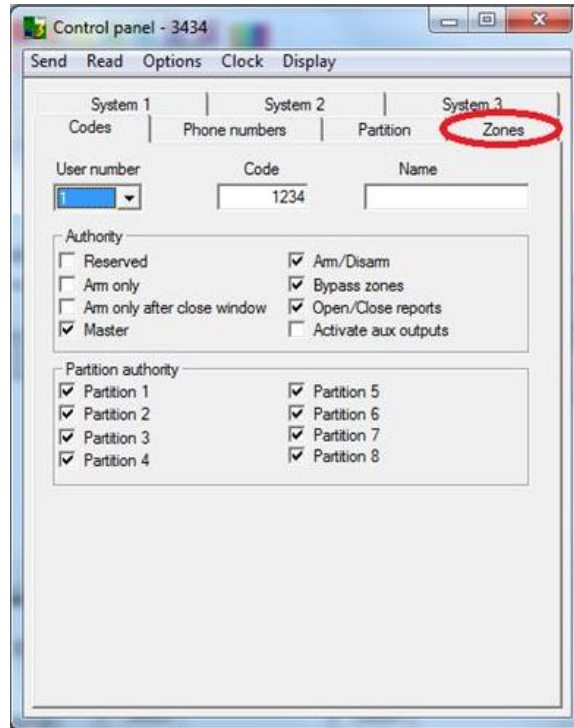 Control panel - 3434
Send Read Options Clock Display
System 1 System 2 System 3
Codes Phone numbers Partition Zones
User number Code Name
1 1234
Authority
Reserved Arm/Disarm
Arm only Bypass zones
Arm only after close window Open/Close reports
Master Activate aux outputs
Partition authority
Partition 1 Partition 5
Partition 2 Partition 6
Partition 3 Partition 7
Partition 4 Partition 8